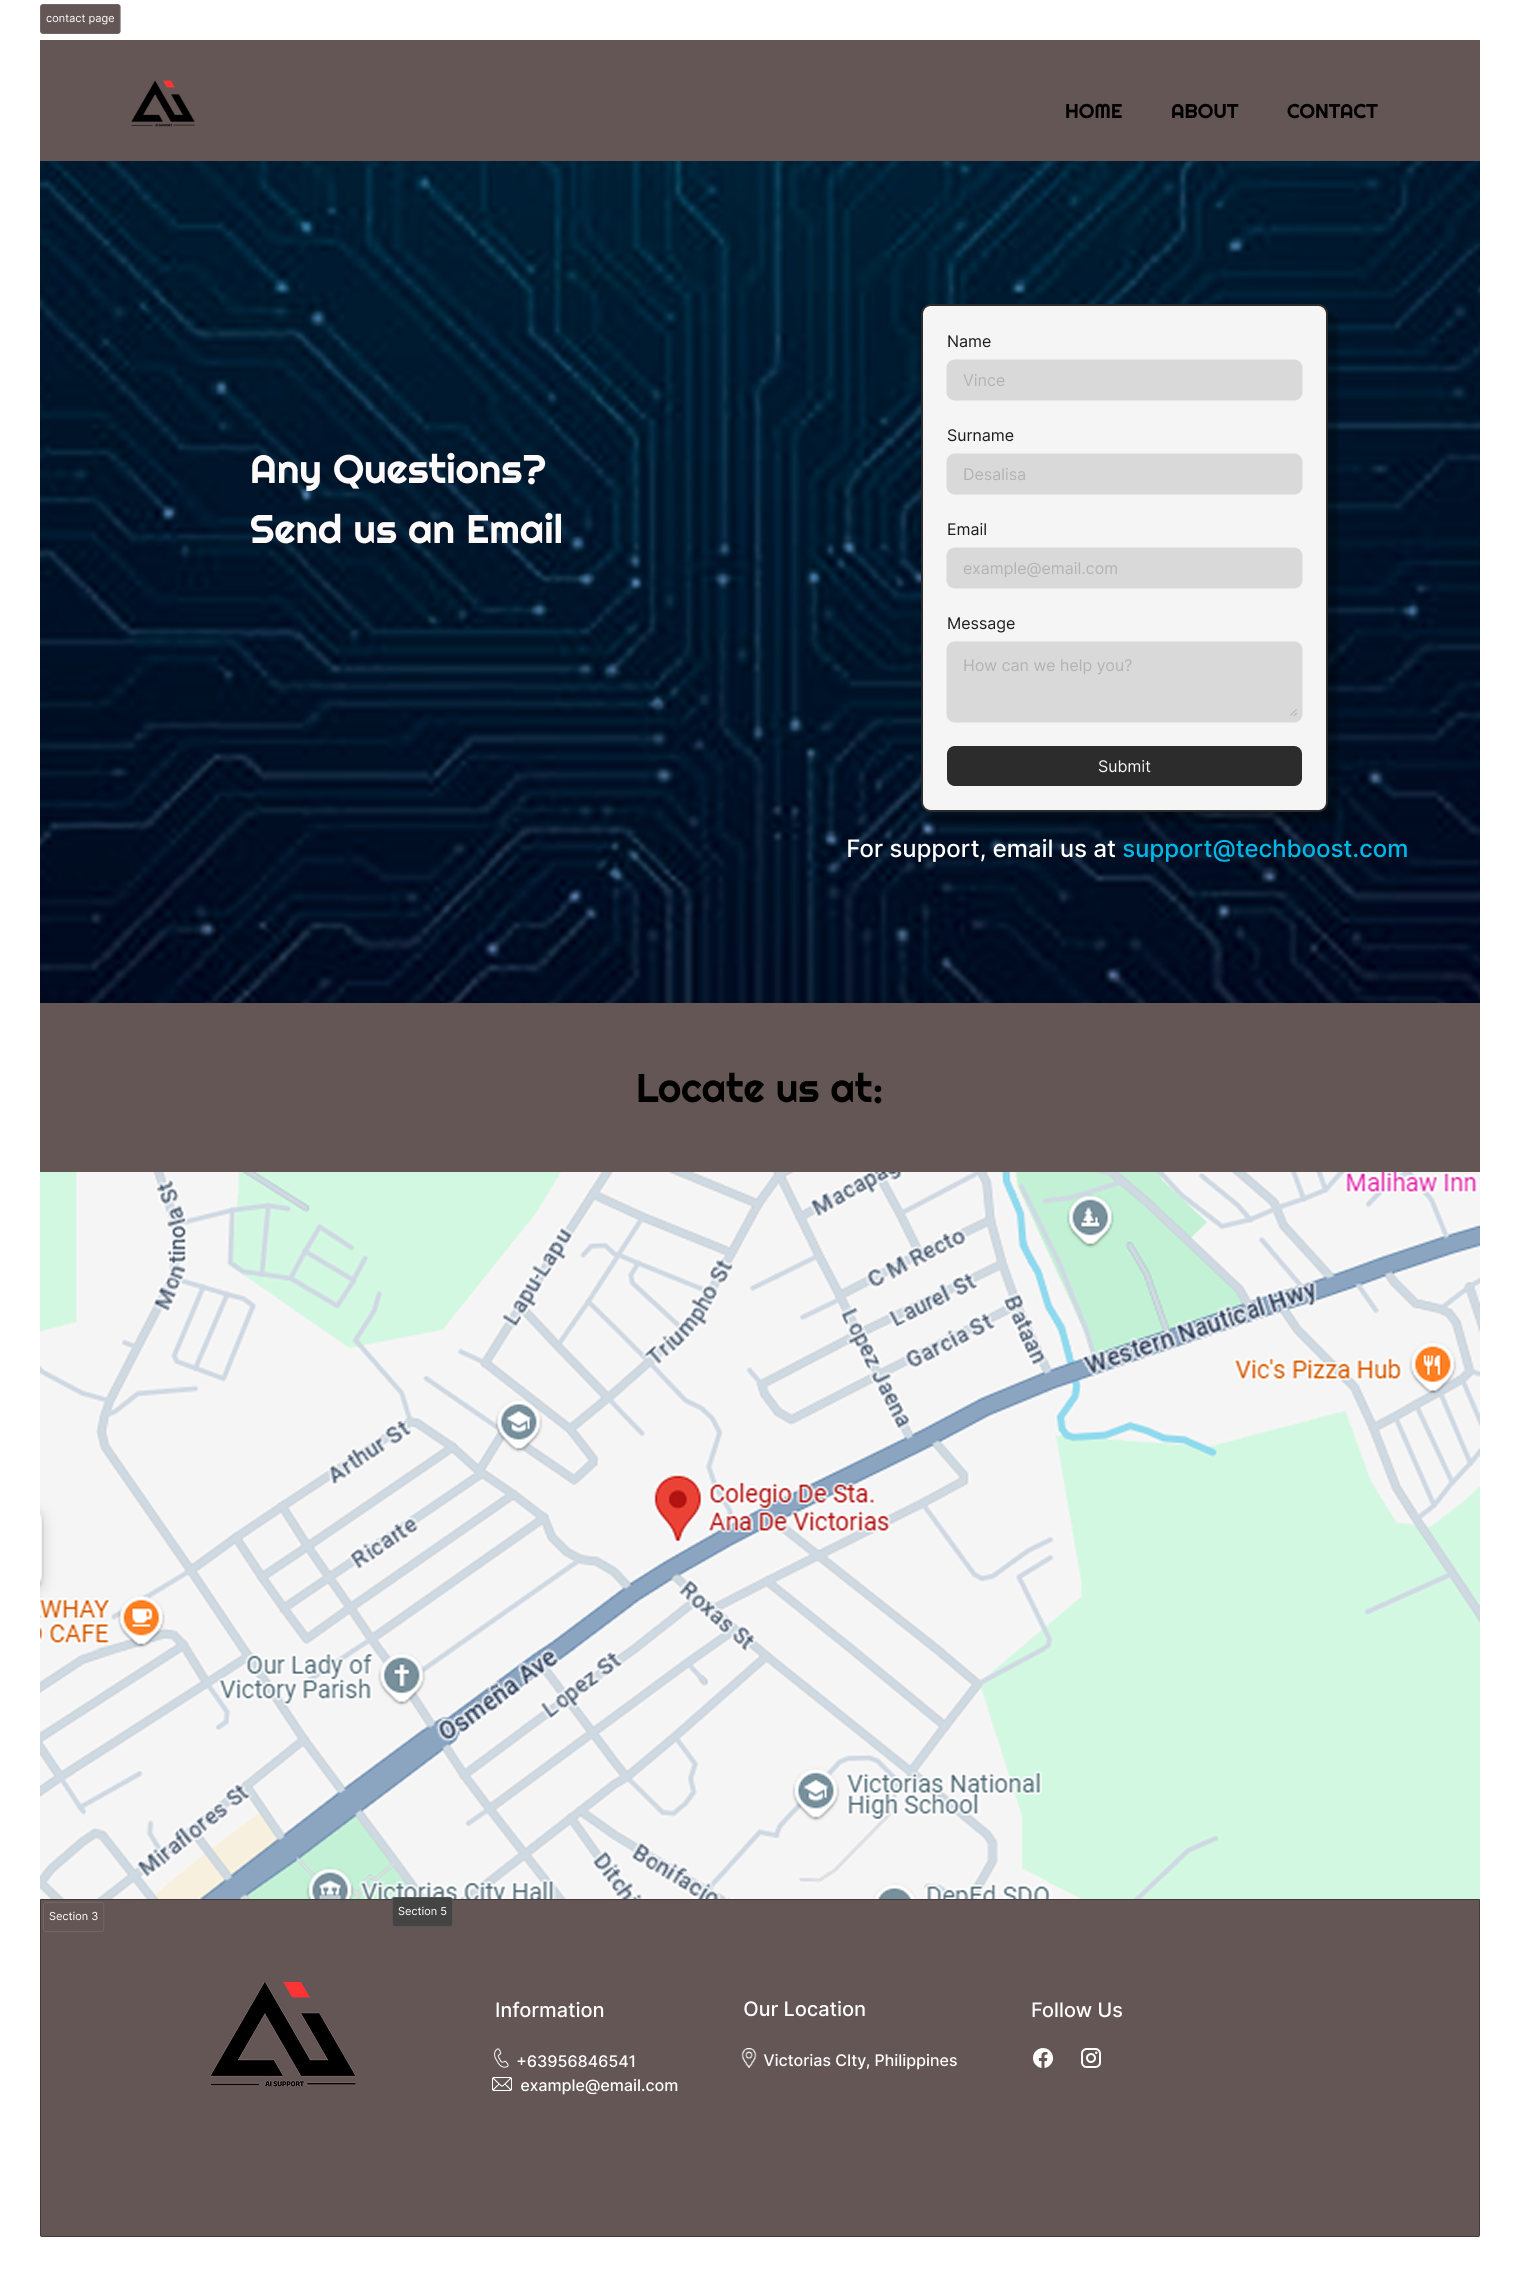 contact page
AI SUPPORT
HOME ABOUT CONTACT
Any Questions?
Send us an Email
Name
Vince
Surname
Desalisa
Email
example@email.com
Message
How can we help you?
Submit
For support, email us at support@techboost.com
Locate us at:
Malihaw Inn
Montinola St
Lapu-Lapu
Triumpho St
Macapag
C M Recto
Laurel St
Garcia St
Bataan
Lopez Jaena
Western Nautical Hwy
Vic's Pizza Hub
Arthur St
Ricarte
Colegio De Sta.
Ana De Victorias
WHAY
CAFE
Roxas St
Our Lady of
Victory Parish
Osmeña Ave
Lopez St
Victorias National
High School
Miraflores St
Bonifacio
Ditch
Victorias City Hall
DepEd SDO
Section 3
Section 5
AI SUPPORT
Information
+63956846541
example@email.com
Our Location
Victorias CIty, Philippines
Follow Us